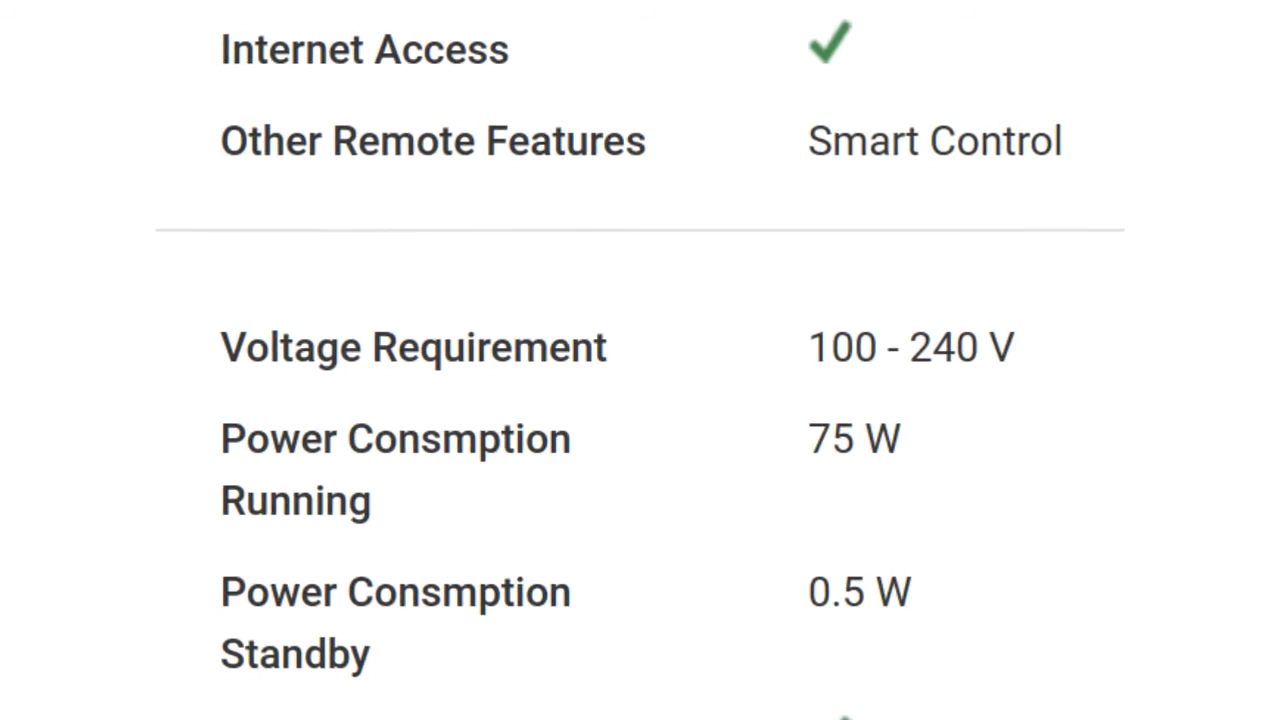 Internet Access ✔
Other Remote Features Smart Control
Voltage Requirement 100 - 240 V
Power Consmption 75 W
Running
Power Consmption 0.5 W
Standby